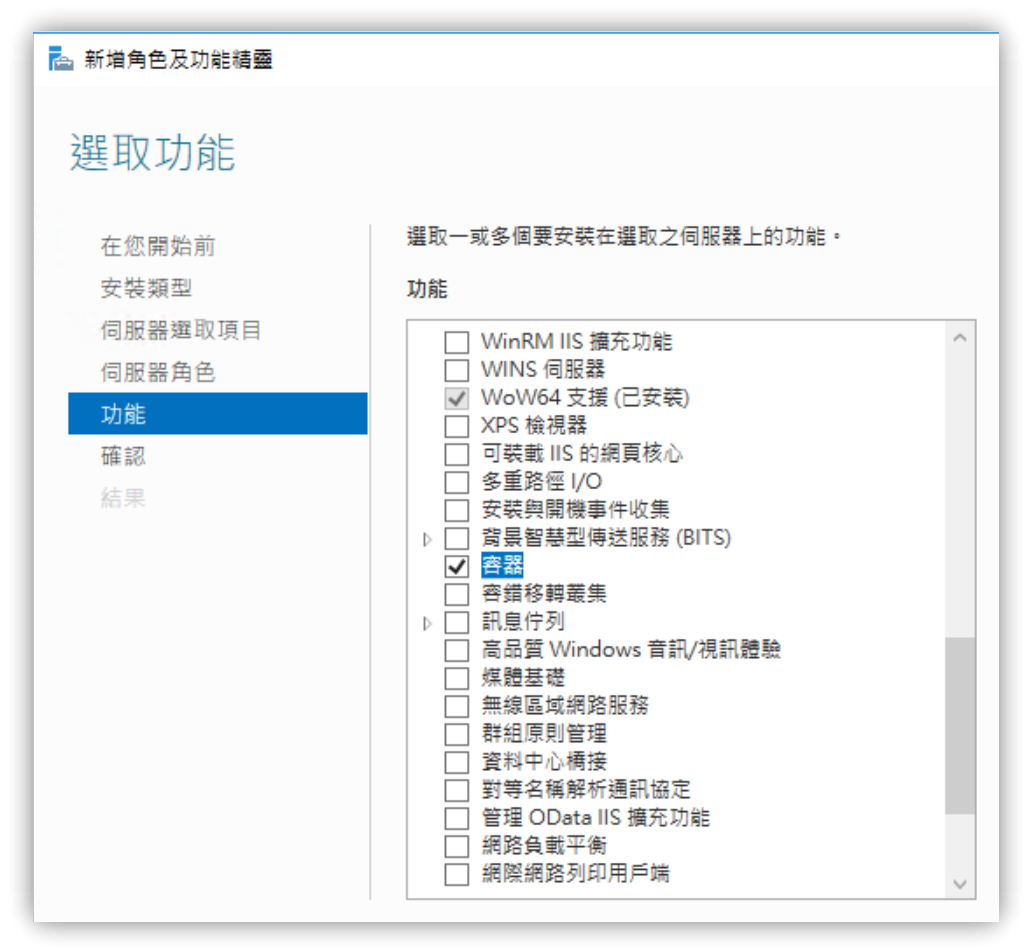 新增角色及功能精靈
選取功能
在您開始前
安裝類型
伺服器選取項目
伺服器角色
功能
確認
結果
選取一或多個要安裝在選取之伺服器上的功能。
功能
WinRM IIS 擴充功能
WINS 伺服器
WoW64 支援 (已安裝)
XPS 檢視器
可裝載 IIS 的網頁核心
多重路徑 I/O
安裝與開機事件收集
背景智慧型傳送服務 (BITS)
容器
容錯移轉叢集
訊息佇列
高品質 Windows 音訊/視訊體驗
媒體基礎
無線區域網路服務
群組原則管理
資料中心橋接
對等名稱解析通訊協定
管理 OData IIS 擴充功能
網路負載平衡
網際網路列印用戶端